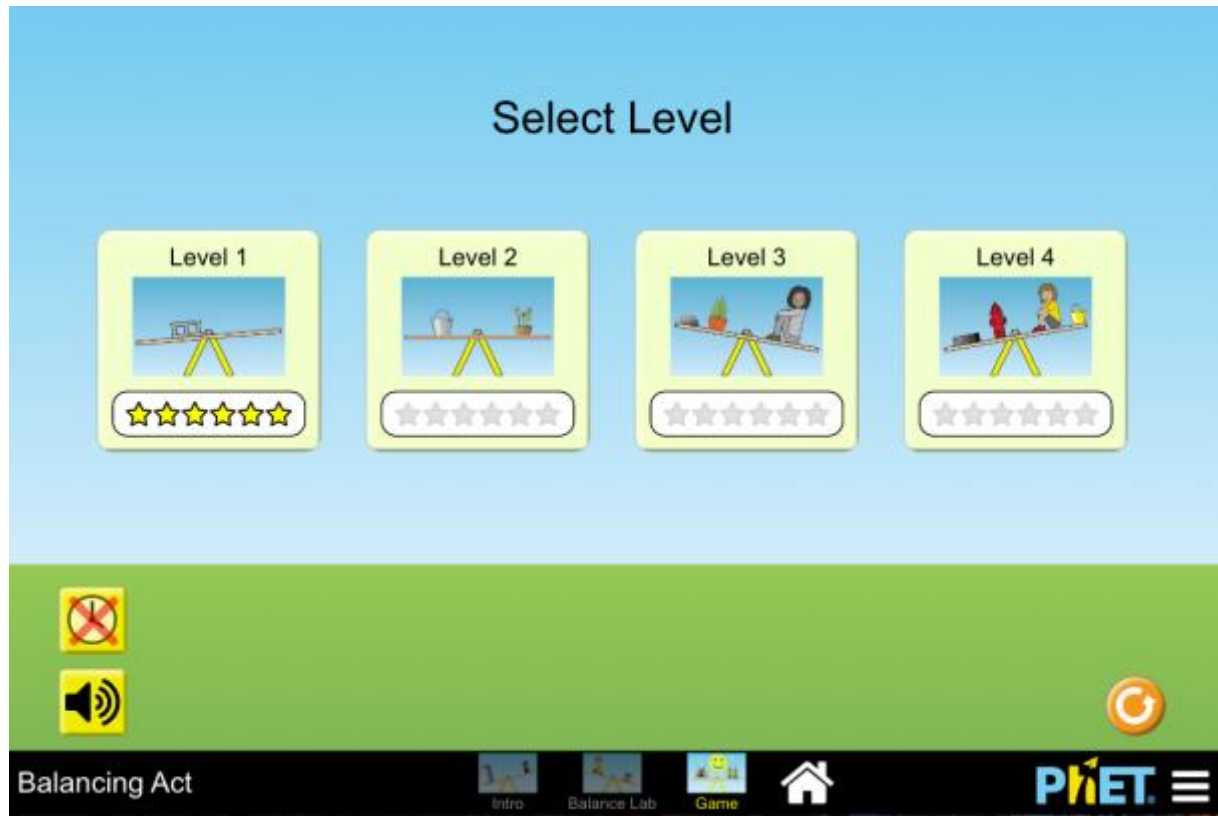 Select Level
Level 1
Level 2
Level 3
Level 4
Balancing Act
Intro
Balance Lab
Game
PhET